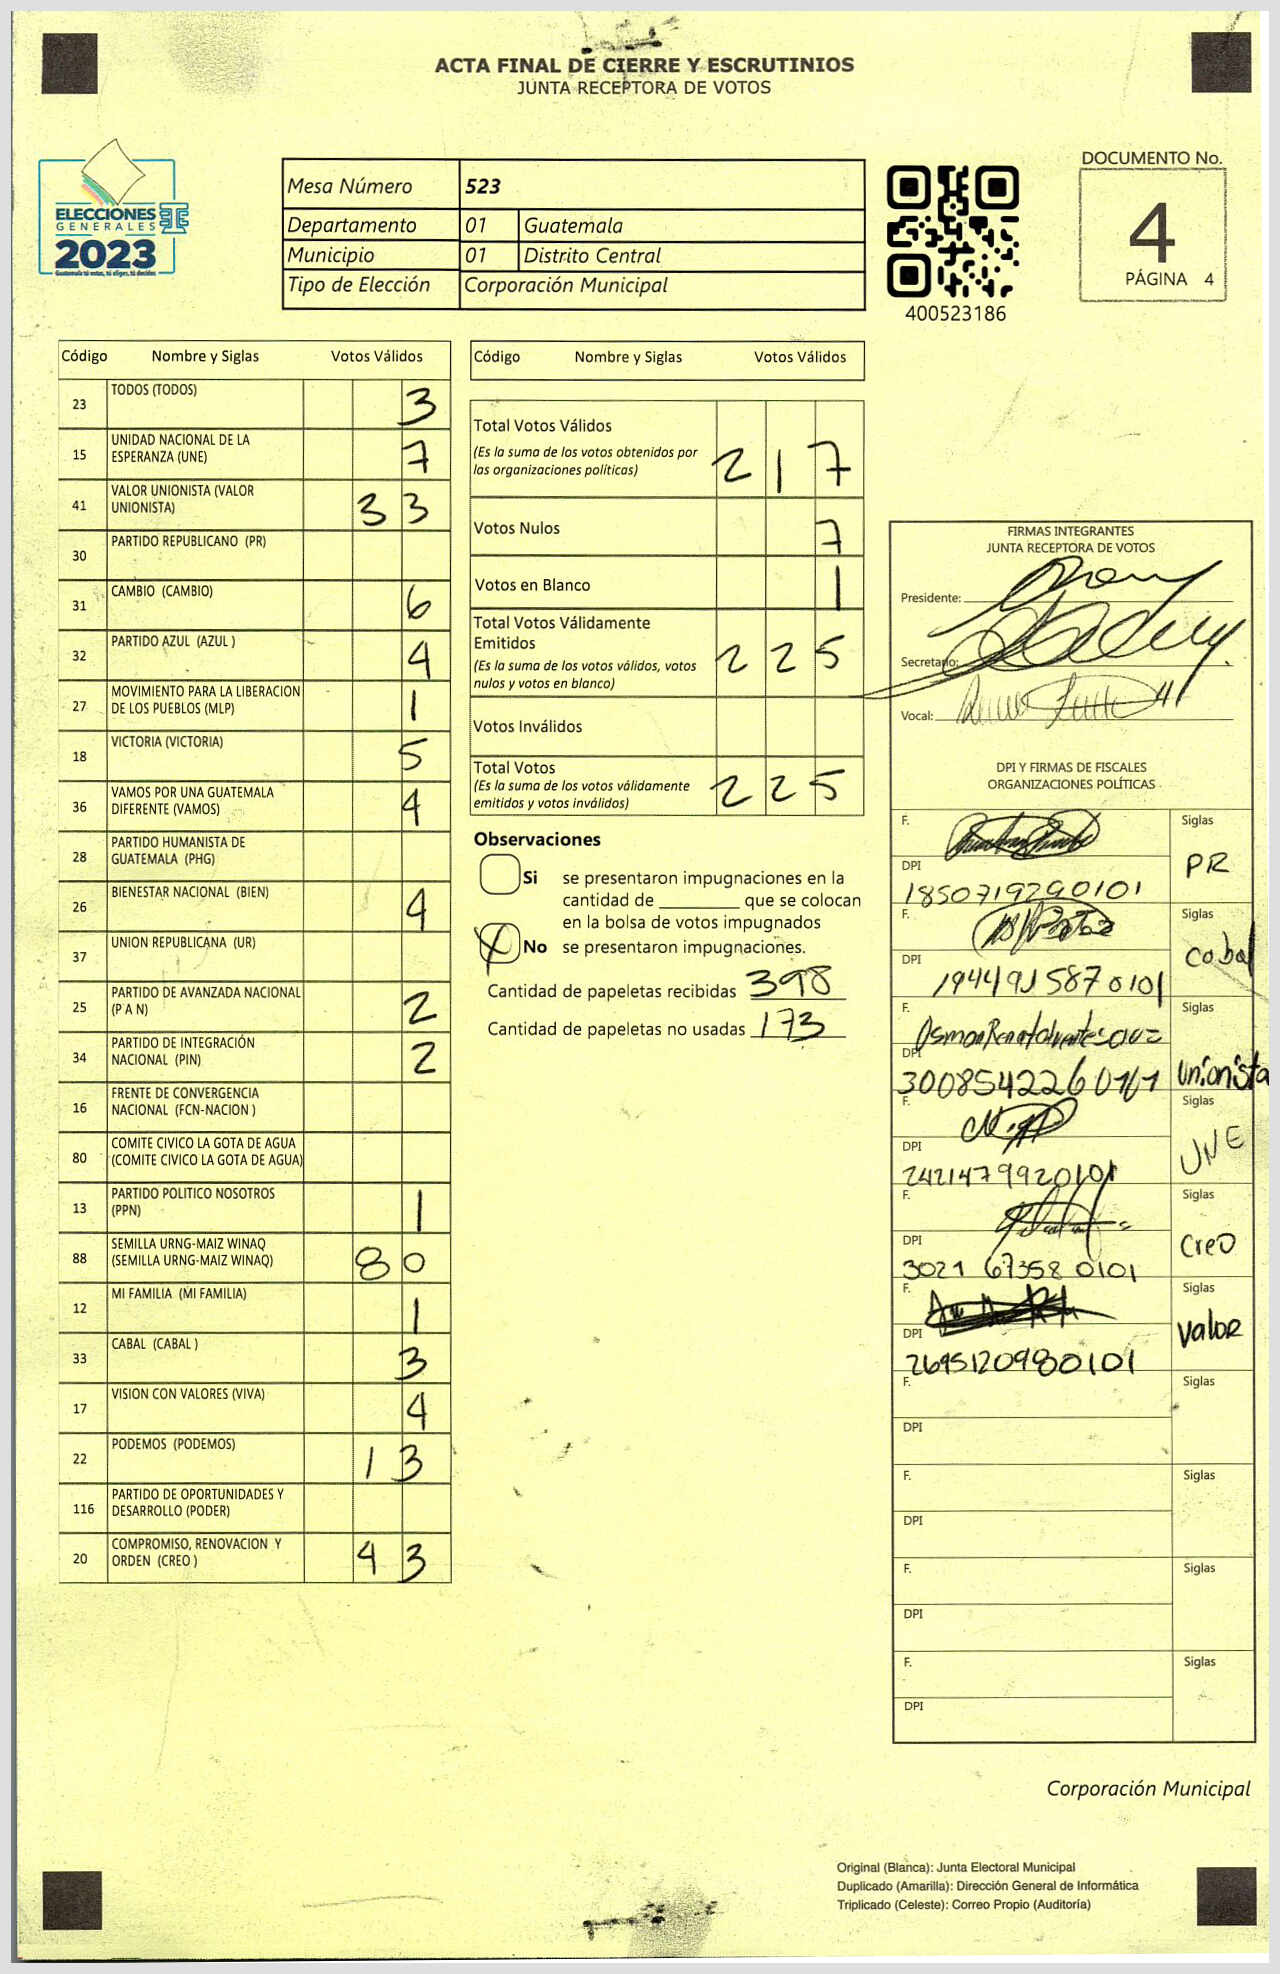 ACTA FINAL DE CIERRE Y ESCRUTINIOS
JUNTA RECEPTORA DE VOTOS
ELECCIONES
GENERALES
2023
Guatemala tú votas, tú eliges, tú decides
Mesa Número 523
Departamento 01 Guatemala
Municipio 01 Distrito Central
Tipo de Elección Corporación Municipal
400523186
DOCUMENTO No.
4
PÁGINA 4
Código Nombre y Siglas Votos Válidos
23 TODOS (TODOS) 3
15 UNIDAD NACIONAL DE LA ESPERANZA (UNE) 7
41 VALOR UNIONISTA (VALOR UNIONISTA) 33
30 PARTIDO REPUBLICANO (PR)
31 CAMBIO (CAMBIO) 6
32 PARTIDO AZUL (AZUL ) 4
27 MOVIMIENTO PARA LA LIBERACION DE LOS PUEBLOS (MLP) 1
18 VICTORIA (VICTORIA) 5
36 VAMOS POR UNA GUATEMALA DIFERENTE (VAMOS) 4
28 PARTIDO HUMANISTA DE GUATEMALA (PHG)
26 BIENESTAR NACIONAL (BIEN) 4
37 UNION REPUBLICANA (UR)
25 PARTIDO DE AVANZADA NACIONAL (P A N) 2
34 PARTIDO DE INTEGRACIÓN NACIONAL (PIN) 2
16 FRENTE DE CONVERGENCIA NACIONAL (FCN-NACION )
80 COMITE CIVICO LA GOTA DE AGUA (COMITE CIVICO LA GOTA DE AGUA)
13 PARTIDO POLITICO NOSOTROS (PPN) 1
88 SEMILLA URNG-MAIZ WINAQ (SEMILLA URNG-MAIZ WINAQ) 80
12 MI FAMILIA (MI FAMILIA) 1
33 CABAL (CABAL ) 3
17 VISION CON VALORES (VIVA) 4
22 PODEMOS (PODEMOS) 13
116 PARTIDO DE OPORTUNIDADES Y DESARROLLO (PODER)
20 COMPROMISO, RENOVACION Y ORDEN (CREO ) 43
Código Nombre y Siglas Votos Válidos
Total Votos Válidos 217
(Es la suma de los votos obtenidos por
las organizaciones políticas)
Votos Nulos 7
Votos en Blanco 1
Total Votos Válidamente
Emitidos 225
(Es la suma de los votos válidos, votos
nulos y votos en blanco)
Votos Inválidos
Total Votos 225
(Es la suma de los votos válidamente
emitidos y votos inválidos)
Observaciones
Si se presentaron impugnaciones en la
cantidad de ________ que se colocan
en la bolsa de votos impugnados
X No se presentaron impugnaciones.
Cantidad de papeletas recibidas 398
Cantidad de papeletas no usadas 173
FIRMAS INTEGRANTES
JUNTA RECEPTORA DE VOTOS
Presidente:
Secretario:
Vocal:
DPI Y FIRMAS DE FISCALES
ORGANIZACIONES POLÍTICAS
F. Siglas PR
DPI 1850719290101
F. Siglas cabal
DPI 1944915870101
F. Siglas Unionista
DPI 3008542260101
F. Siglas UNE
DPI 2421479920101
F. Siglas CreO
DPI 3021 67358 0101
F. Siglas Valor
DPI 2695120980101
F. Siglas
DPI
F. Siglas
DPI
F. Siglas
DPI
F. Siglas
DPI
Corporación Municipal
Original (Blanca): Junta Electoral Municipal
Duplicado (Amarilla): Dirección General de Informática
Triplicado (Celeste): Correo Propio (Auditoría)